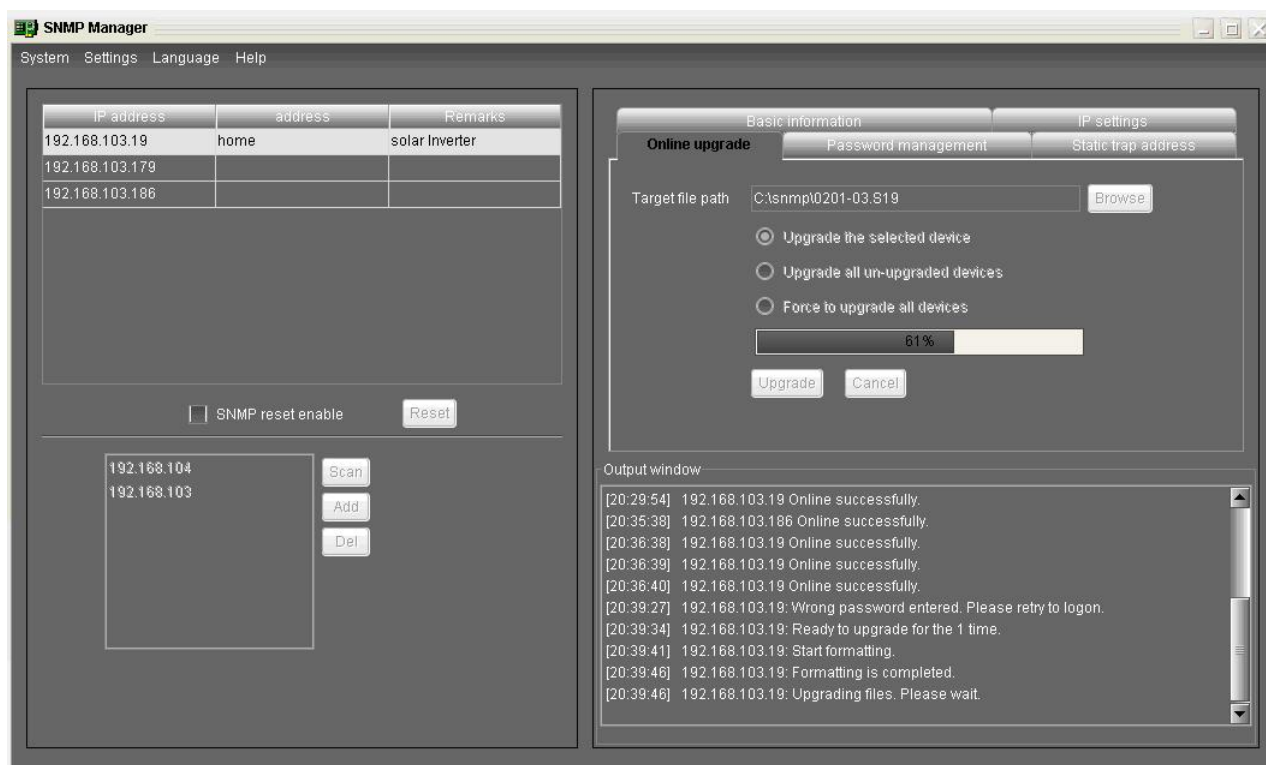 SNMP Manager
System Settings Language Help
IP address address Remarks
192.168.103.19 home solar Inverter
192.168.103.179
192.168.103.186
SNMP reset enable Reset
192.168.104
192.168.103
Scan
Add
Del
Basic information IP settings
Online upgrade Password management Static trap address
Target file path C:\snmp\0201-03.S19 Browse
Upgrade the selected device
Upgrade all un-upgraded devices
Force to upgrade all devices
61%
Upgrade Cancel
Output window
[20:29:54] 192.168.103.19 Online successfully.
[20:35:38] 192.168.103.186 Online successfully.
[20:36:38] 192.168.103.19 Online successfully.
[20:36:39] 192.168.103.19 Online successfully.
[20:36:40] 192.168.103.19 Online successfully.
[20:39:27] 192.168.103.19: Wrong password entered. Please retry to logon.
[20:39:34] 192.168.103.19: Ready to upgrade for the 1 time.
[20:39:41] 192.168.103.19: Start formatting.
[20:39:46] 192.168.103.19: Formatting is completed.
[20:39:46] 192.168.103.19: Upgrading files. Please wait.